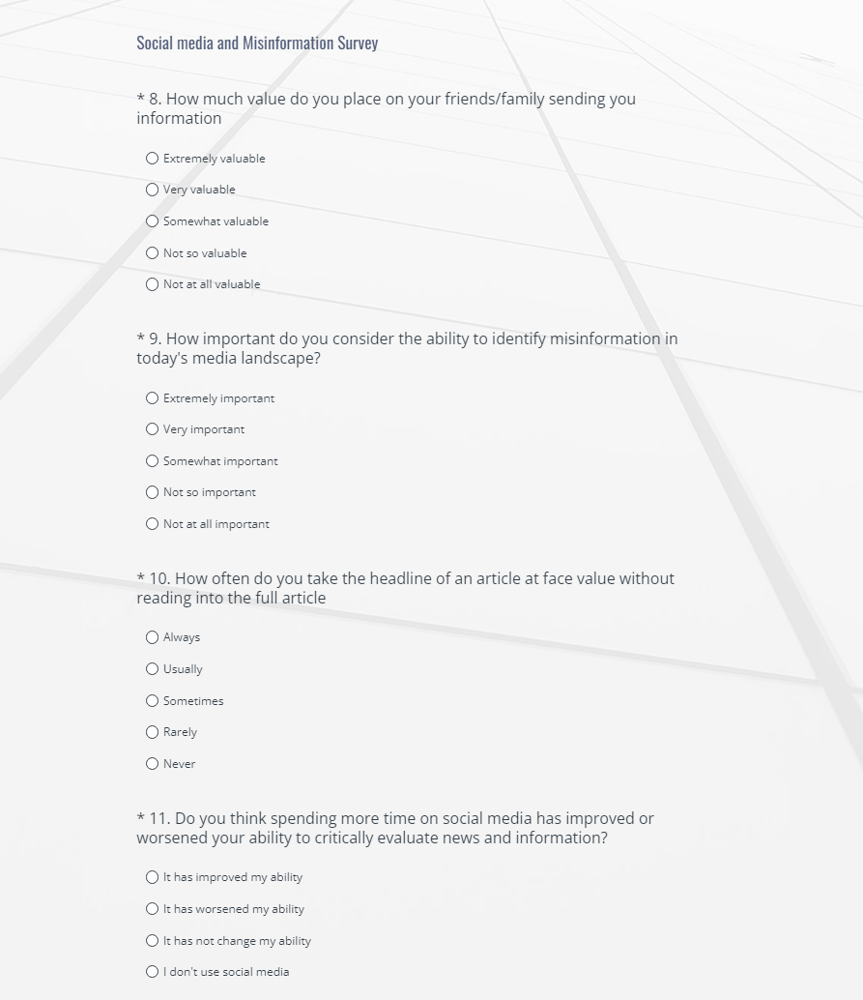 Social media and Misinformation Survey
* 8. How much value do you place on your friends/family sending you
information
Extremely valuable
Very valuable
Somewhat valuable
Not so valuable
Not at all valuable
* 9. How important do you consider the ability to identify misinformation in
today's media landscape?
Extremely important
Very important
Somewhat important
Not so important
Not at all important
* 10. How often do you take the headline of an article at face value without
reading into the full article
Always
Usually
Sometimes
Rarely
Never
* 11. Do you think spending more time on social media has improved or
worsened your ability to critically evaluate news and information?
It has improved my ability
It has worsened my ability
It has not change my ability
I don't use social media